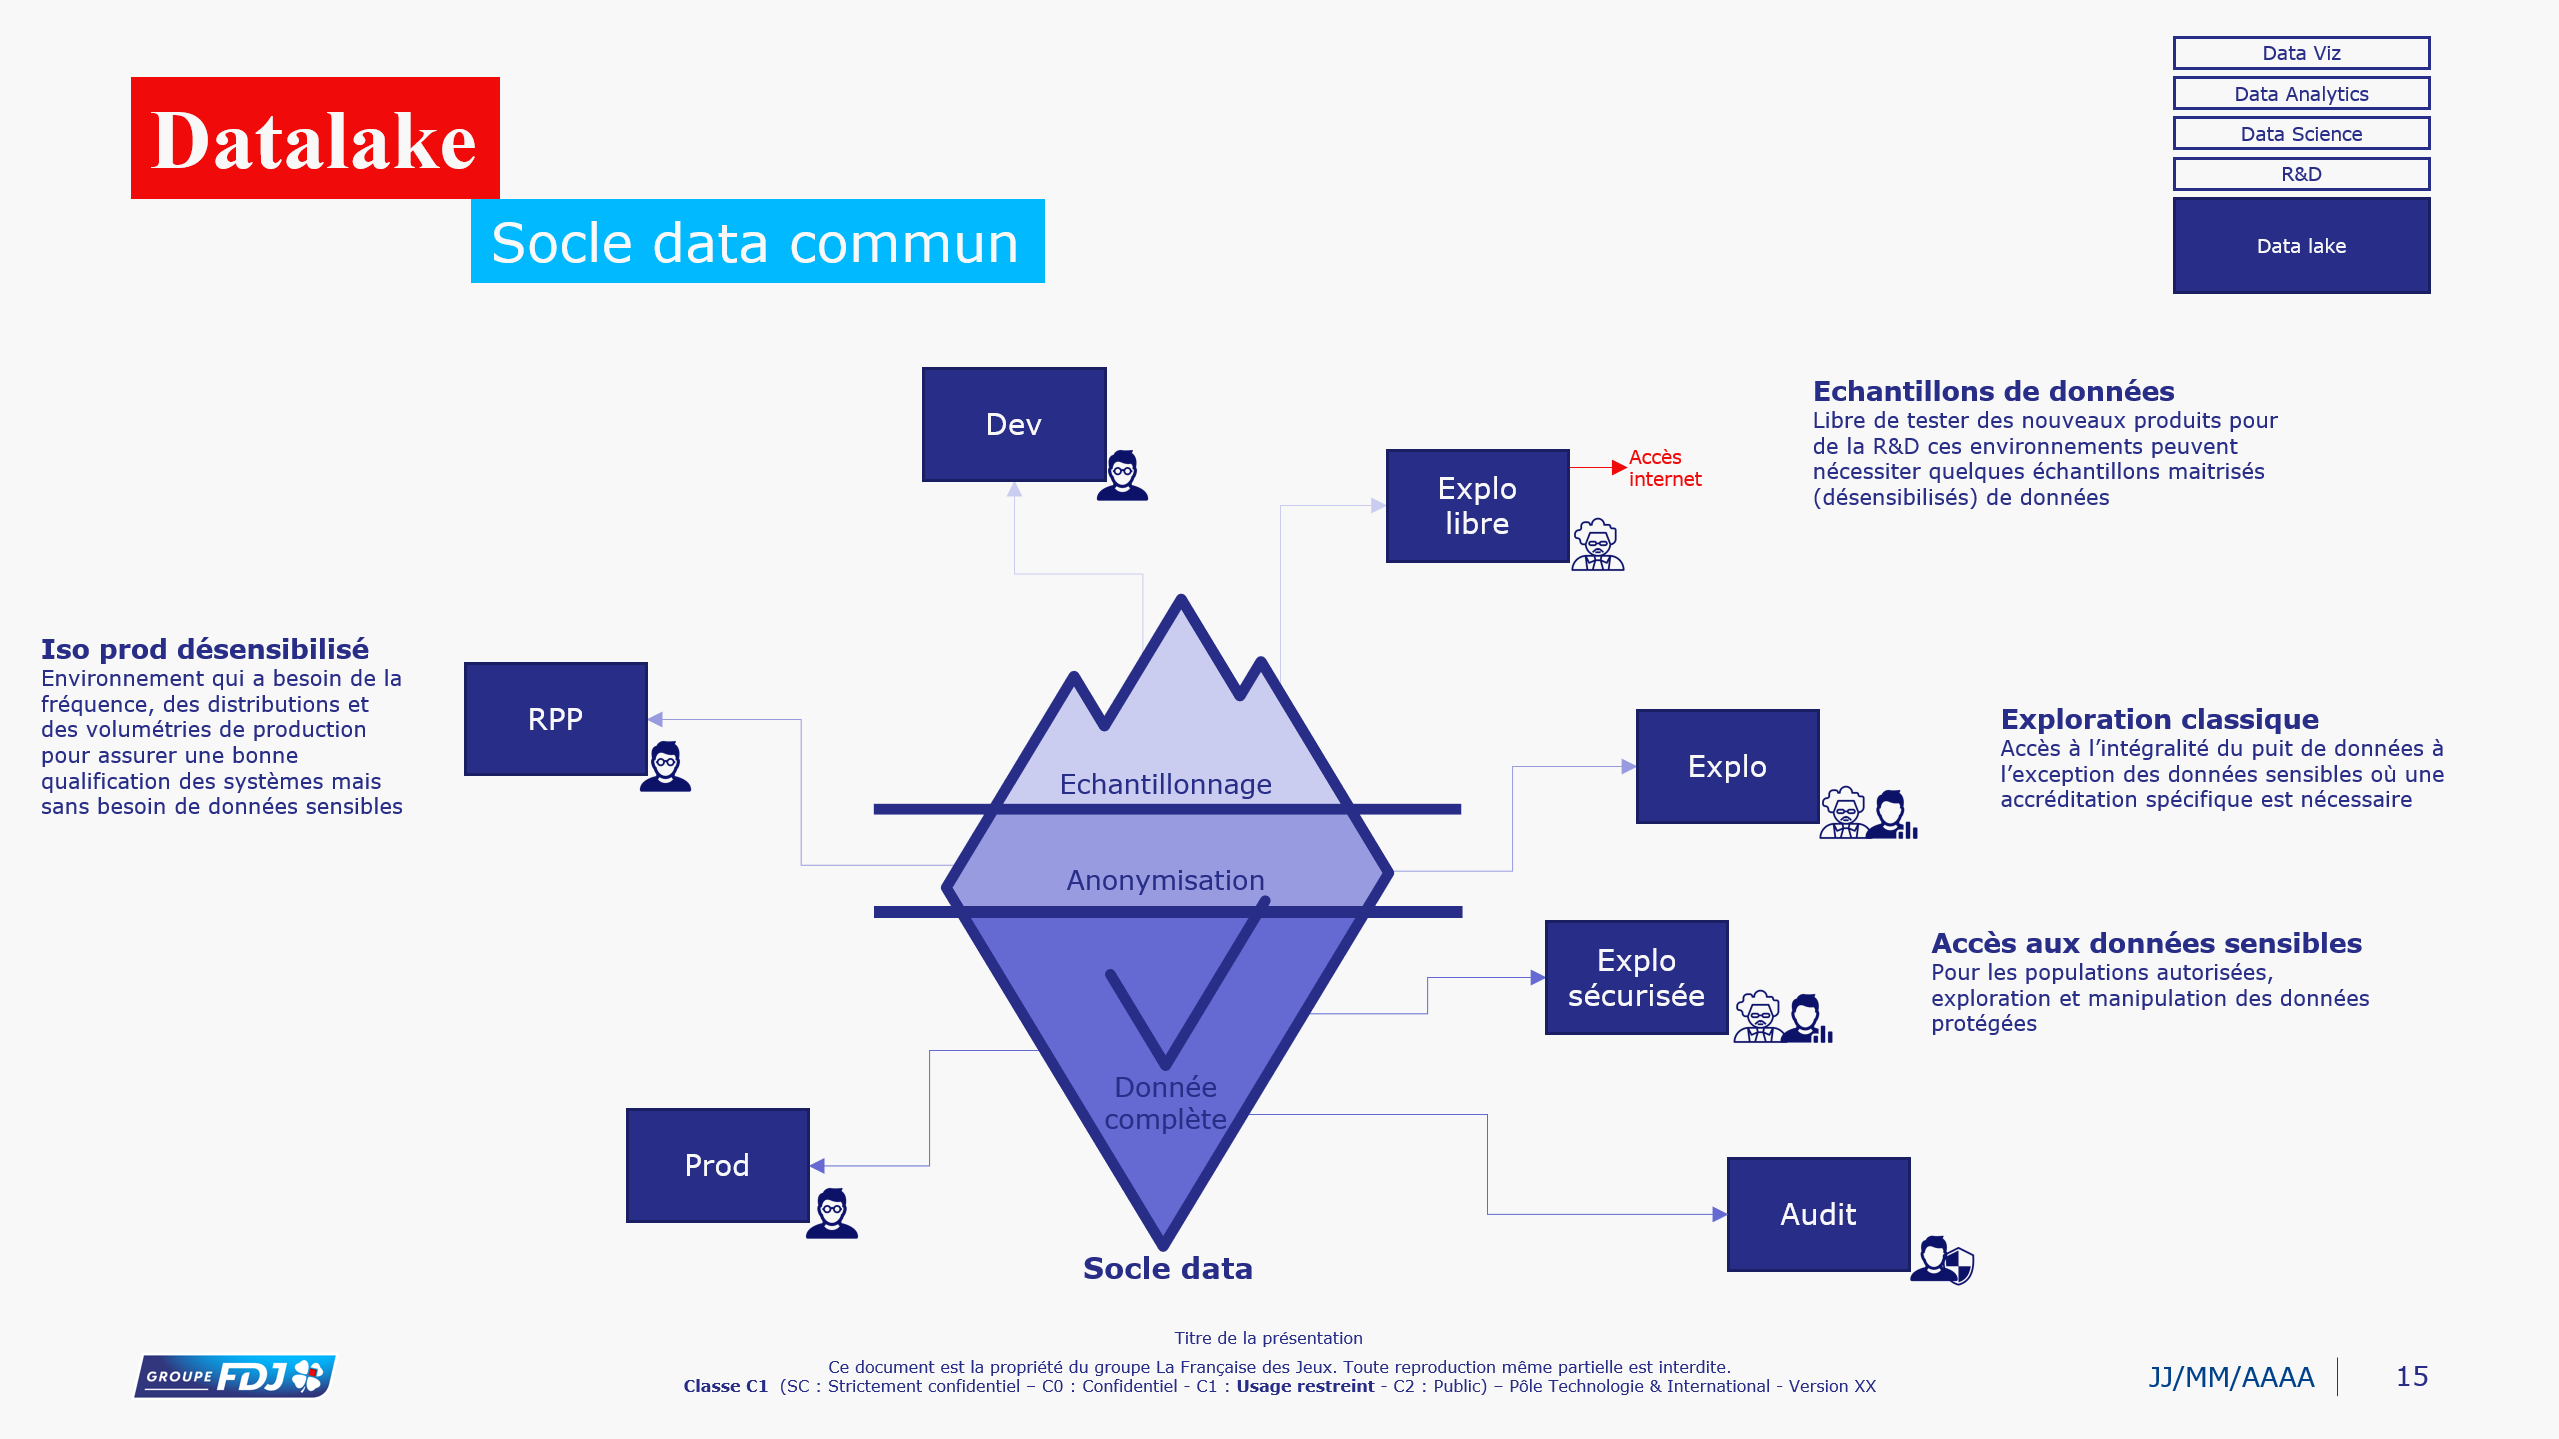 Datalake
Socle data commun
Data Viz
Data Analytics
Data Science
R&D
Data lake
Dev
Explo
libre
Accès
internet
Echantillons de données
Libre de tester des nouveaux produits pour
de la R&D ces environnements peuvent
nécessiter quelques échantillons maitrisés
(désensibilisés) de données
Iso prod désensibilisé
Environnement qui a besoin de la
fréquence, des distributions et
des volumétries de production
pour assurer une bonne
qualification des systèmes mais
sans besoin de données sensibles
RPP
Explo
Exploration classique
Accès à l’intégralité du puit de données à
l’exception des données sensibles où une
accréditation spécifique est nécessaire
Echantillonnage
Anonymisation
Explo
sécurisée
Accès aux données sensibles
Pour les populations autorisées,
exploration et manipulation des données
protégées
Donnée
complète
Prod
Audit
Socle data
Titre de la présentation
Ce document est la propriété du groupe La Française des Jeux. Toute reproduction même partielle est interdite.
Classe C1 (SC : Strictement confidentiel – C0 : Confidentiel - C1 : Usage restreint - C2 : Public) – Pôle Technologie & International - Version XX
GROUPE FDJ
JJ/MM/AAAA
15